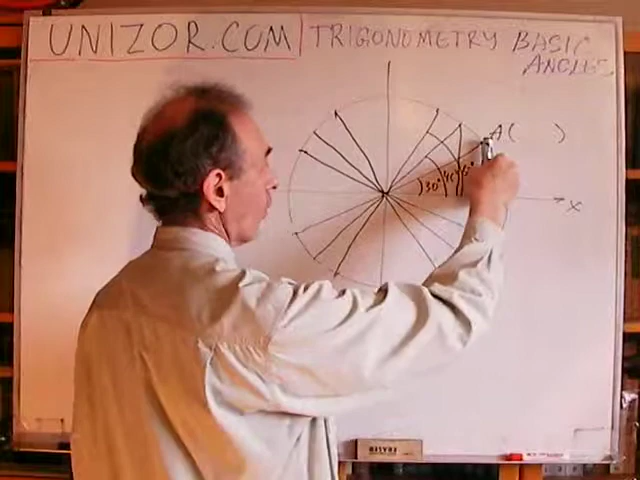 UNIZOR.COM | TRIGONOMETRY BASIC
ANGLES
A( )
30°
x